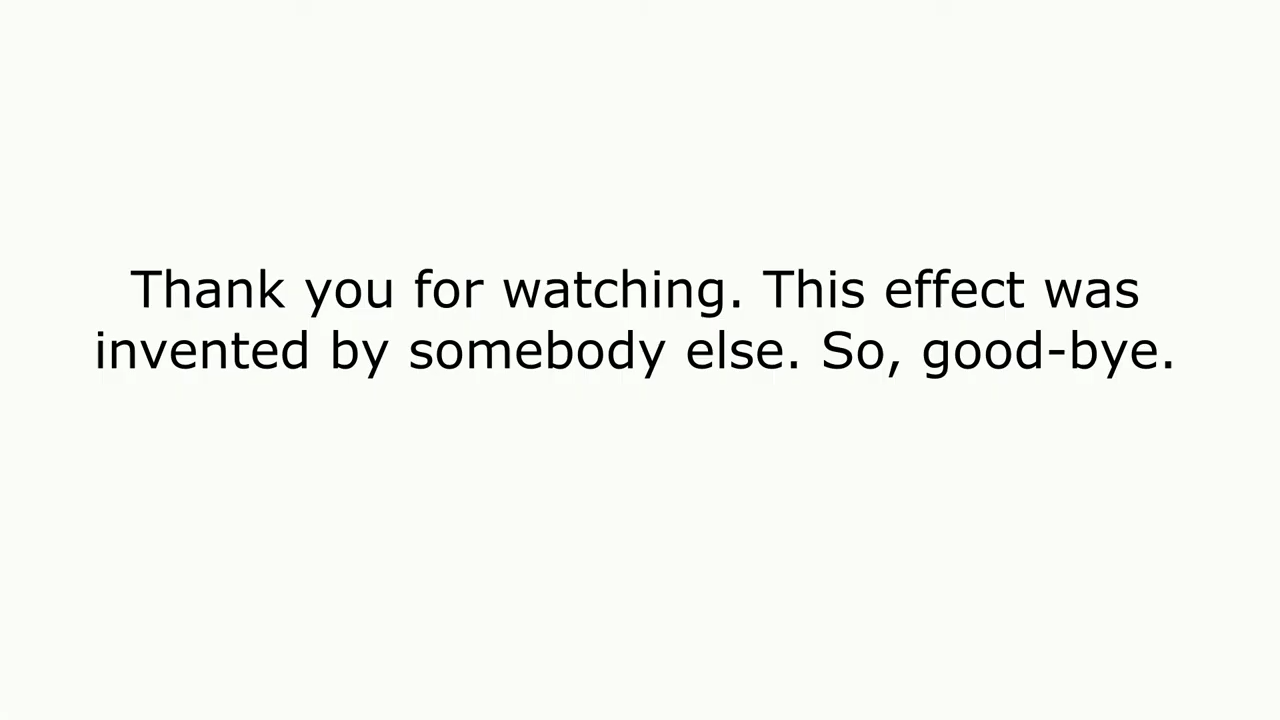 Thank you for watching. This effect was
invented by somebody else. So, good-bye.